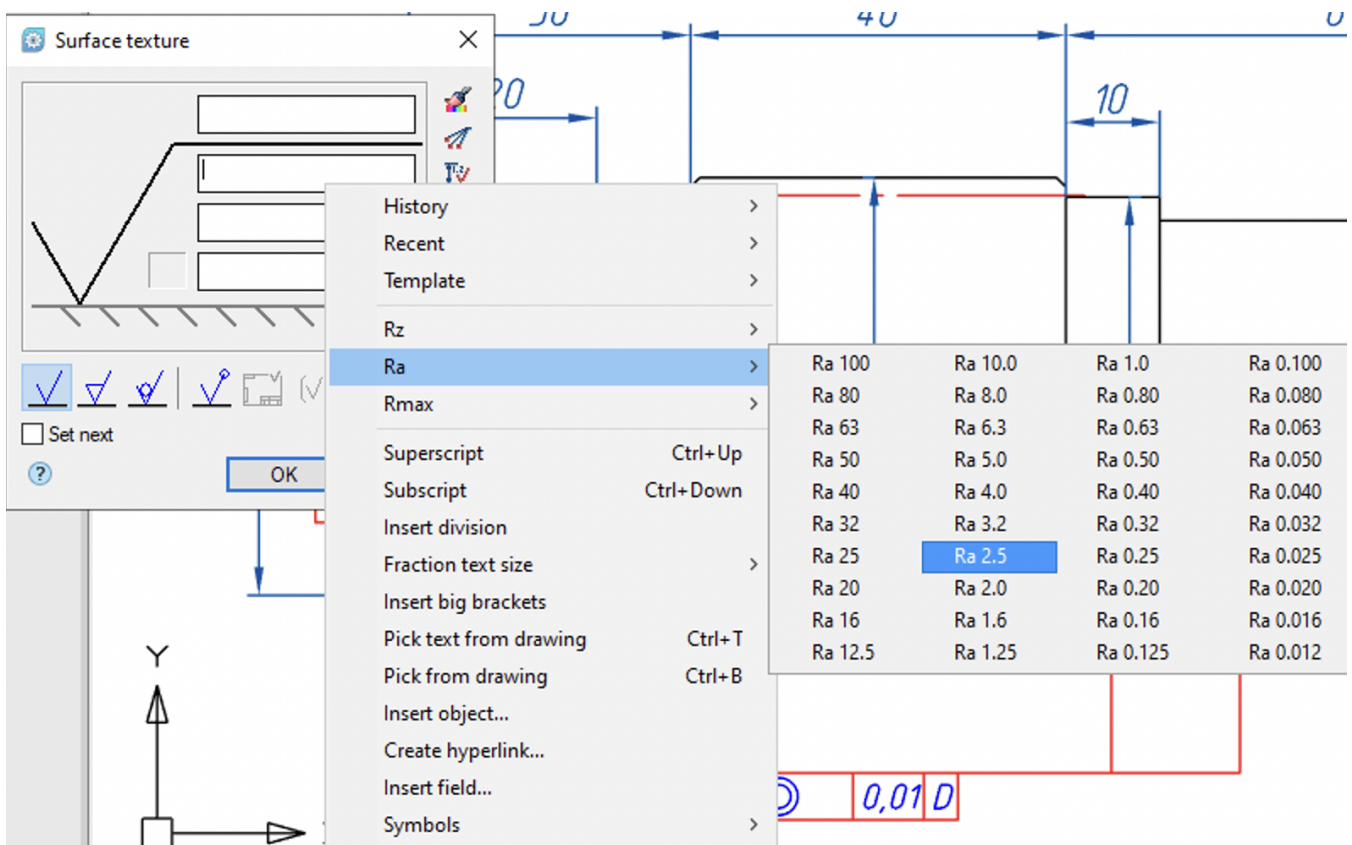 Surface texture
40
20
10
History
Recent
Template
Rz
Ra
Rmax
Superscript Ctrl+Up
Subscript Ctrl+Down
Insert division
Fraction text size
Insert big brackets
Pick text from drawing Ctrl+T
Pick from drawing Ctrl+B
Insert object...
Create hyperlink...
Insert field...
Symbols
Set next
?
OK
Ra 100 Ra 10.0 Ra 1.0 Ra 0.100
Ra 80 Ra 8.0 Ra 0.80 Ra 0.080
Ra 63 Ra 6.3 Ra 0.63 Ra 0.063
Ra 50 Ra 5.0 Ra 0.50 Ra 0.050
Ra 40 Ra 4.0 Ra 0.40 Ra 0.040
Ra 32 Ra 3.2 Ra 0.32 Ra 0.032
Ra 25 Ra 2.5 Ra 0.25 Ra 0.025
Ra 20 Ra 2.0 Ra 0.20 Ra 0.020
Ra 16 Ra 1.6 Ra 0.16 Ra 0.016
Ra 12.5 Ra 1.25 Ra 0.125 Ra 0.012
Y
0,01 D